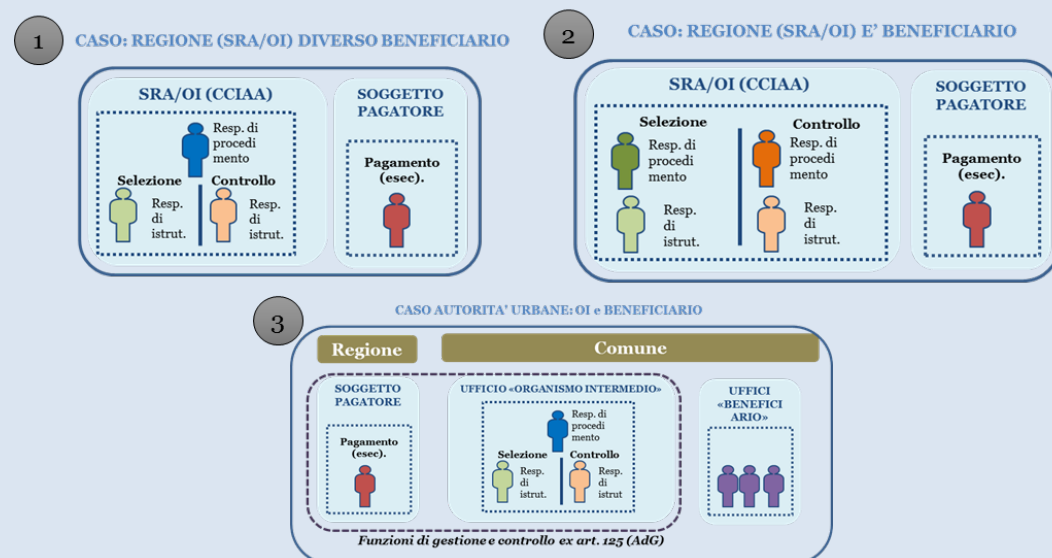 1
CASO: REGIONE (SRA/OI) DIVERSO BENEFICIARIO
SRA/OI (CCIAA)
Resp. di
procedi
mento
Selezione
Controllo
Resp.
di
istrut.
Resp.
di
istrut.
SOGGETTO
PAGATORE
Pagamento
(esec).
2
CASO: REGIONE (SRA/OI) E’ BENEFICIARIO
SRA/OI (CCIAA)
Selezione
Resp. di
procedi
mento
Resp.
di
istrut.
Controllo
Resp. di
procedi
mento
Resp.
di
istrut.
SOGGETTO
PAGATORE
Pagamento
(esec).
3
CASO AUTORITA’ URBANE: OI e BENEFICIARIO
Regione
Comune
SOGGETTO
PAGATORE
Pagamento
(esec).
UFFICIO «ORGANISMO INTERMEDIO»
Resp. di
procedi
mento
Selezione
Controllo
Resp.
di
istrut.
Resp.
di
istrut
UFFICI
«BENEFICI
ARIO»
Funzioni di gestione e controllo ex art. 125 (AdG)